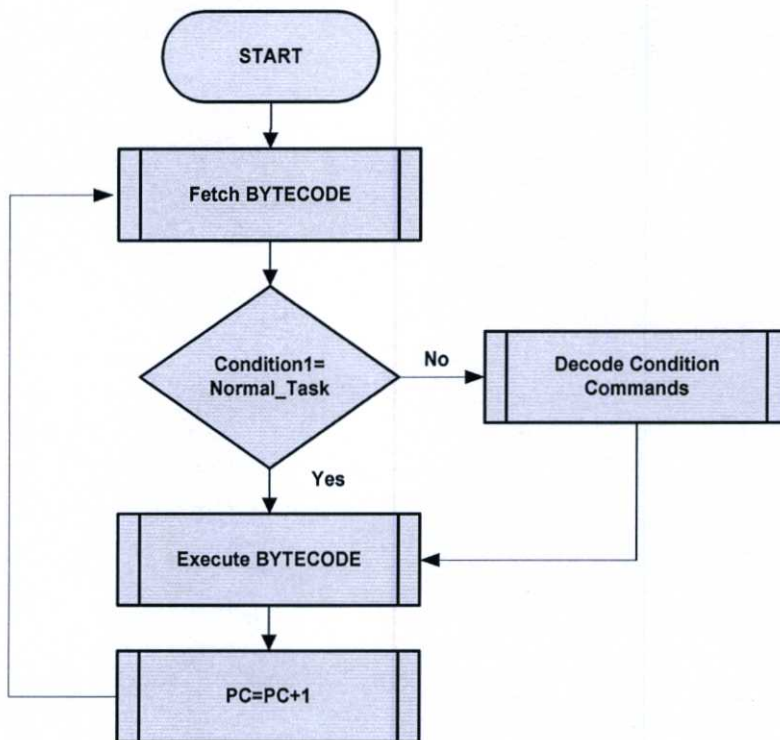 START
Fetch BYTECODE
Condition1=
Normal_Task
No
Decode Condition
Commands
Yes
Execute BYTECODE
PC=PC+1